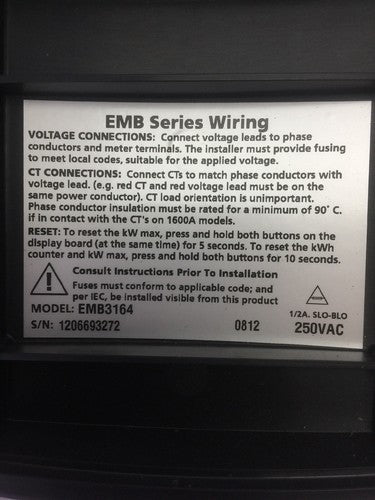 EMB Series Wiring
VOLTAGE CONNECTIONS: Connect voltage leads to phase
conductors and meter terminals. The installer must provide fusing
to meet local codes, suitable for the applied voltage.
CT CONNECTIONS: Connect CTs to match phase conductors with
voltage lead. (e.g. red CT and red voltage lead must be on the
same power conductor). CT load orientation is unimportant.
Phase conductor insulation must be rated for a minimum of 90° C.
if in contact with the CT's on 1600A models.
RESET: To reset the kW max, press and hold both buttons on the
display board (at the same time) for 5 seconds. To reset the kWh
counter and kW max, press and hold both buttons for 10 seconds.
Consult Instructions Prior To Installation
Fuses must conform to applicable code; and
per IEC, be installed visible from this product
MODEL: EMB3164
1/2A. SLO-BLO
S/N: 1206693272 0812 250VAC